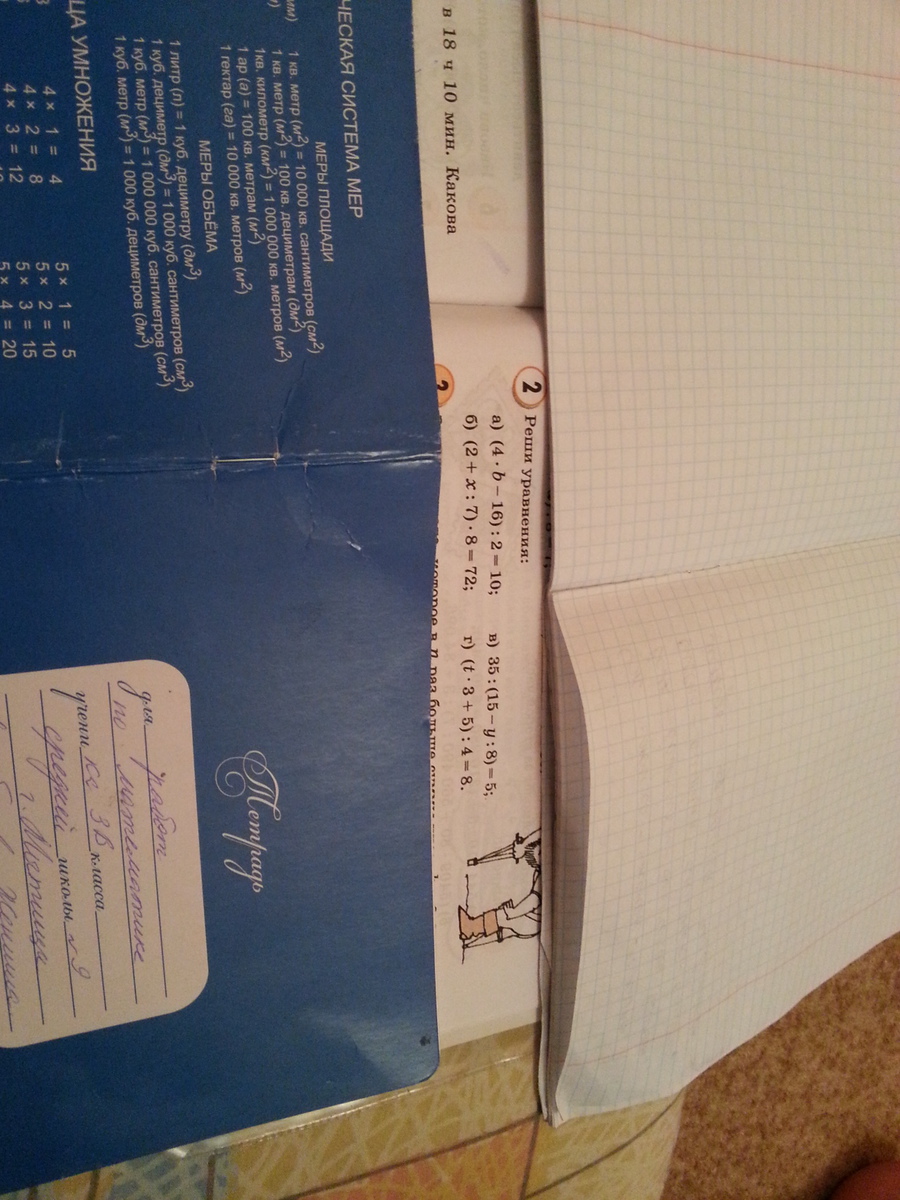 в 18 ч 10 мин. Какова
2 Реши уравнения:
а) (4 · b − 16) : 2 = 10;
б) (2 + x : 7) · 8 = 72;
в) 35 : (15 − y : 8) = 5;
г) (t · 3 + 5) : 4 = 8.
которое в n раз больше
ЧЕСКАЯ СИСТЕМА МЕР
мм)
МЕРЫ ПЛОЩАДИ
1 кв. метр (м²) = 10 000 кв. сантиметров (см²)
1 кв. метр (м²) = 100 кв. дециметрам (дм²)
1кв. километр (км²) = 1 000 000 кв. метров (м²)
1 ар (а) = 100 кв. метрам (м²)
1 гектар (га) = 10 000 кв. метров (м²)
МЕРЫ ОБЪЁМА
1 литр (л) = 1 куб. дециметру (дм³)
1 куб. дециметр (дм³) = 1 000 куб. сантиметров (см³)
1 куб. метр (м³) = 1 000 000 куб. сантиметров (см³)
1 куб. метр (м³) = 1 000 куб. дециметров (дм³)
ЦА УМНОЖЕНИЯ
4 × 1 = 4
4 × 2 = 8
4 × 3 = 12
5 × 1 = 5
5 × 2 = 10
5 × 3 = 15
5 × 4 = 20
Тетрадь
для работ
по математике
учени ка 3В класса
средней школы №9
г. Мытищи